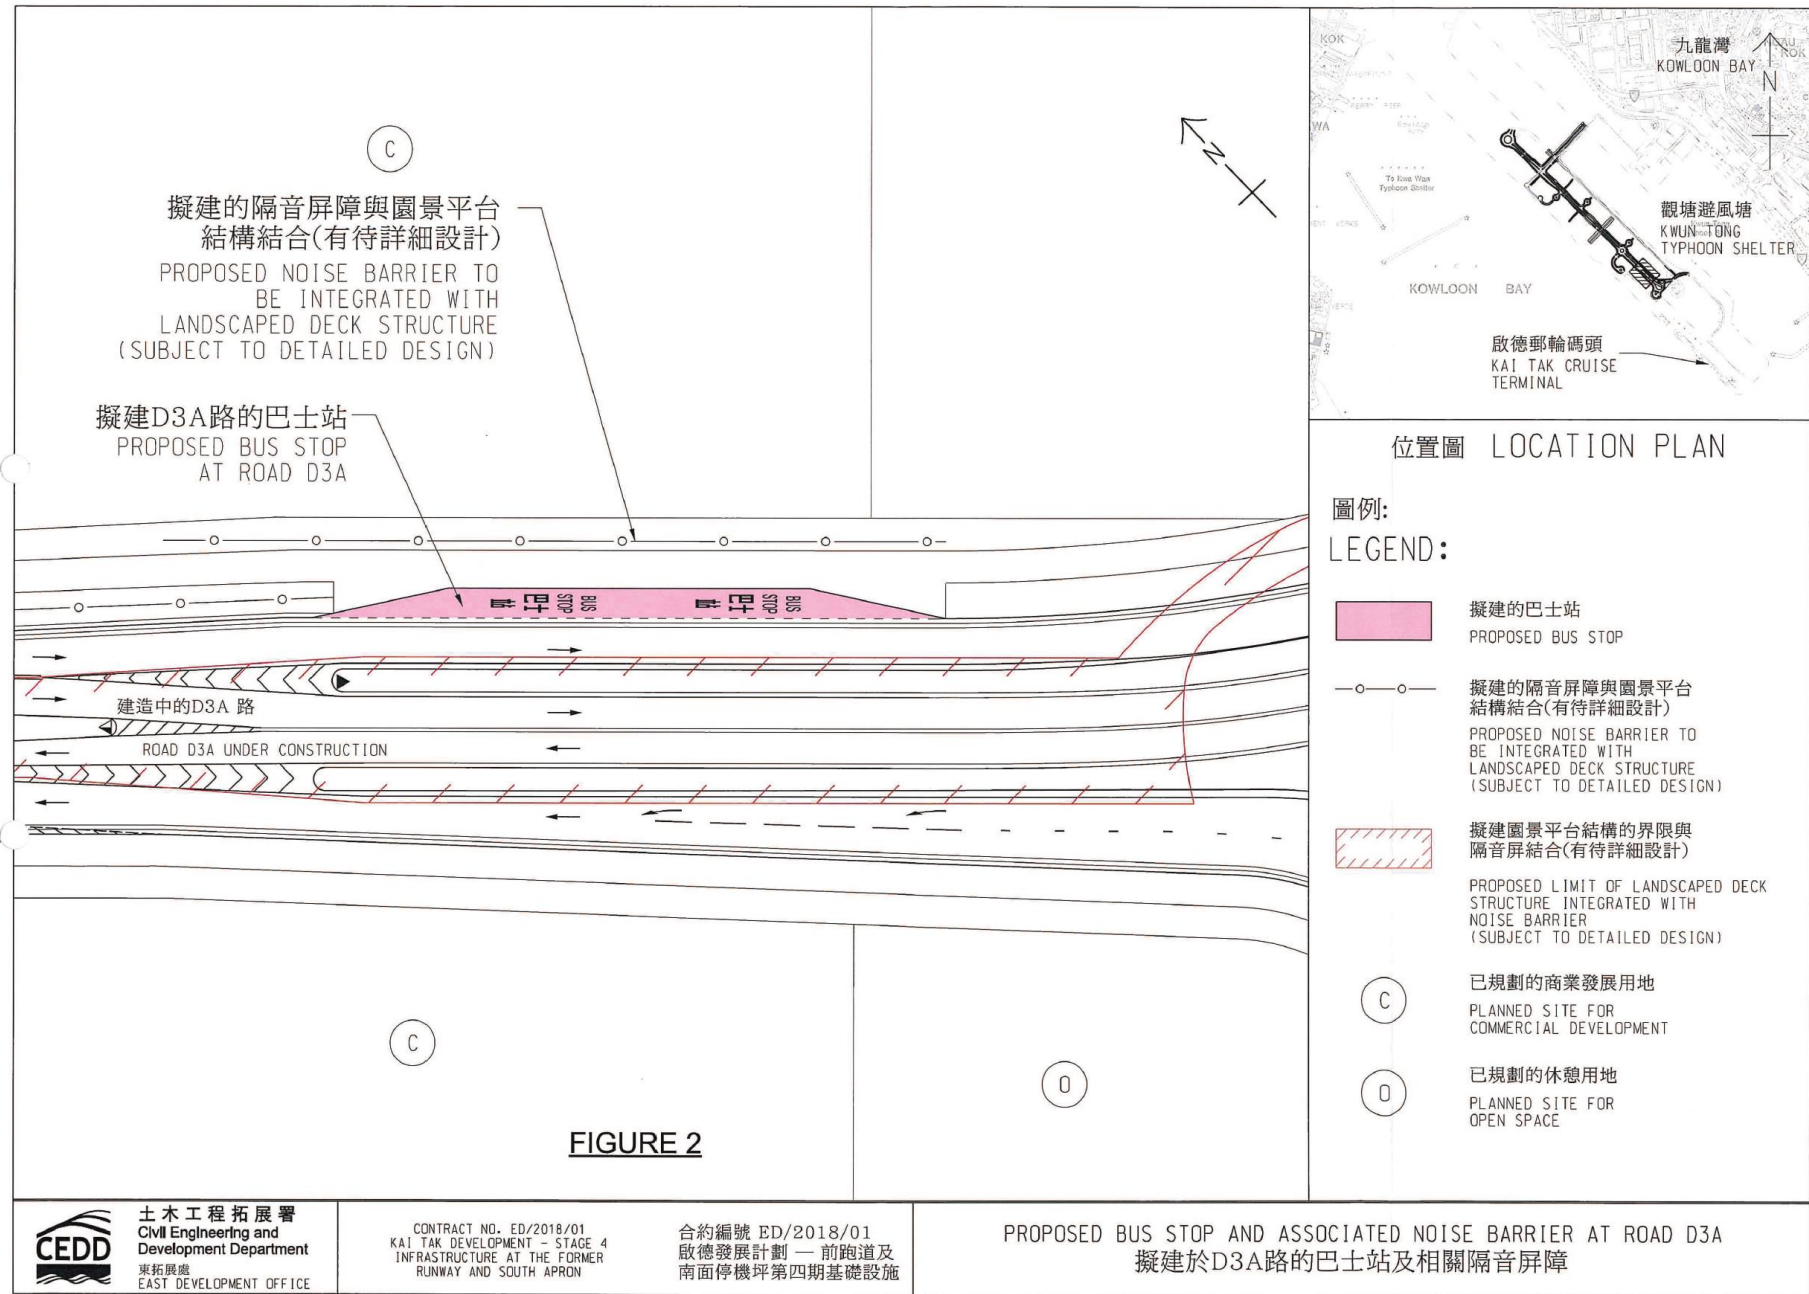 C
擬建的隔音屏障與園景平台
結構結合(有待詳細設計)
PROPOSED NOISE BARRIER TO
BE INTEGRATED WITH
LANDSCAPED DECK STRUCTURE
(SUBJECT TO DETAILED DESIGN)
擬建D3A路的巴士站
PROPOSED BUS STOP
AT ROAD D3A
N
巴士站
BUS
STOP
巴士站
BUS
STOP
建造中的D3A 路
ROAD D3A UNDER CONSTRUCTION
C
O
FIGURE 2
九龍灣
KOWLOON BAY
N
KOK
To Kwa Wan
Typhoon Shelter
觀塘避風塘
KWUN TONG
TYPHOON SHELTER
KOWLOON BAY
啟德郵輪碼頭
KAI TAK CRUISE
TERMINAL
位置圖 LOCATION PLAN
圖例:
LEGEND:
擬建的巴士站
PROPOSED BUS STOP
擬建的隔音屏障與園景平台
結構結合(有待詳細設計)
PROPOSED NOISE BARRIER TO
BE INTEGRATED WITH
LANDSCAPED DECK STRUCTURE
(SUBJECT TO DETAILED DESIGN)
擬建園景平台結構的界限與
隔音屏結合(有待詳細設計)
PROPOSED LIMIT OF LANDSCAPED DECK
STRUCTURE INTEGRATED WITH
NOISE BARRIER
(SUBJECT TO DETAILED DESIGN)
C
已規劃的商業發展用地
PLANNED SITE FOR
COMMERCIAL DEVELOPMENT
O
已規劃的休憩用地
PLANNED SITE FOR
OPEN SPACE
CEDD
土木工程拓展署
Civil Engineering and
Development Department
東拓展處
EAST DEVELOPMENT OFFICE
CONTRACT NO. ED/2018/01
KAI TAK DEVELOPMENT - STAGE 4
INFRASTRUCTURE AT THE FORMER
RUNWAY AND SOUTH APRON
合約編號 ED/2018/01
啟德發展計劃 — 前跑道及
南面停機坪第四期基礎設施
PROPOSED BUS STOP AND ASSOCIATED NOISE BARRIER AT ROAD D3A
擬建於D3A路的巴士站及相關隔音屏障